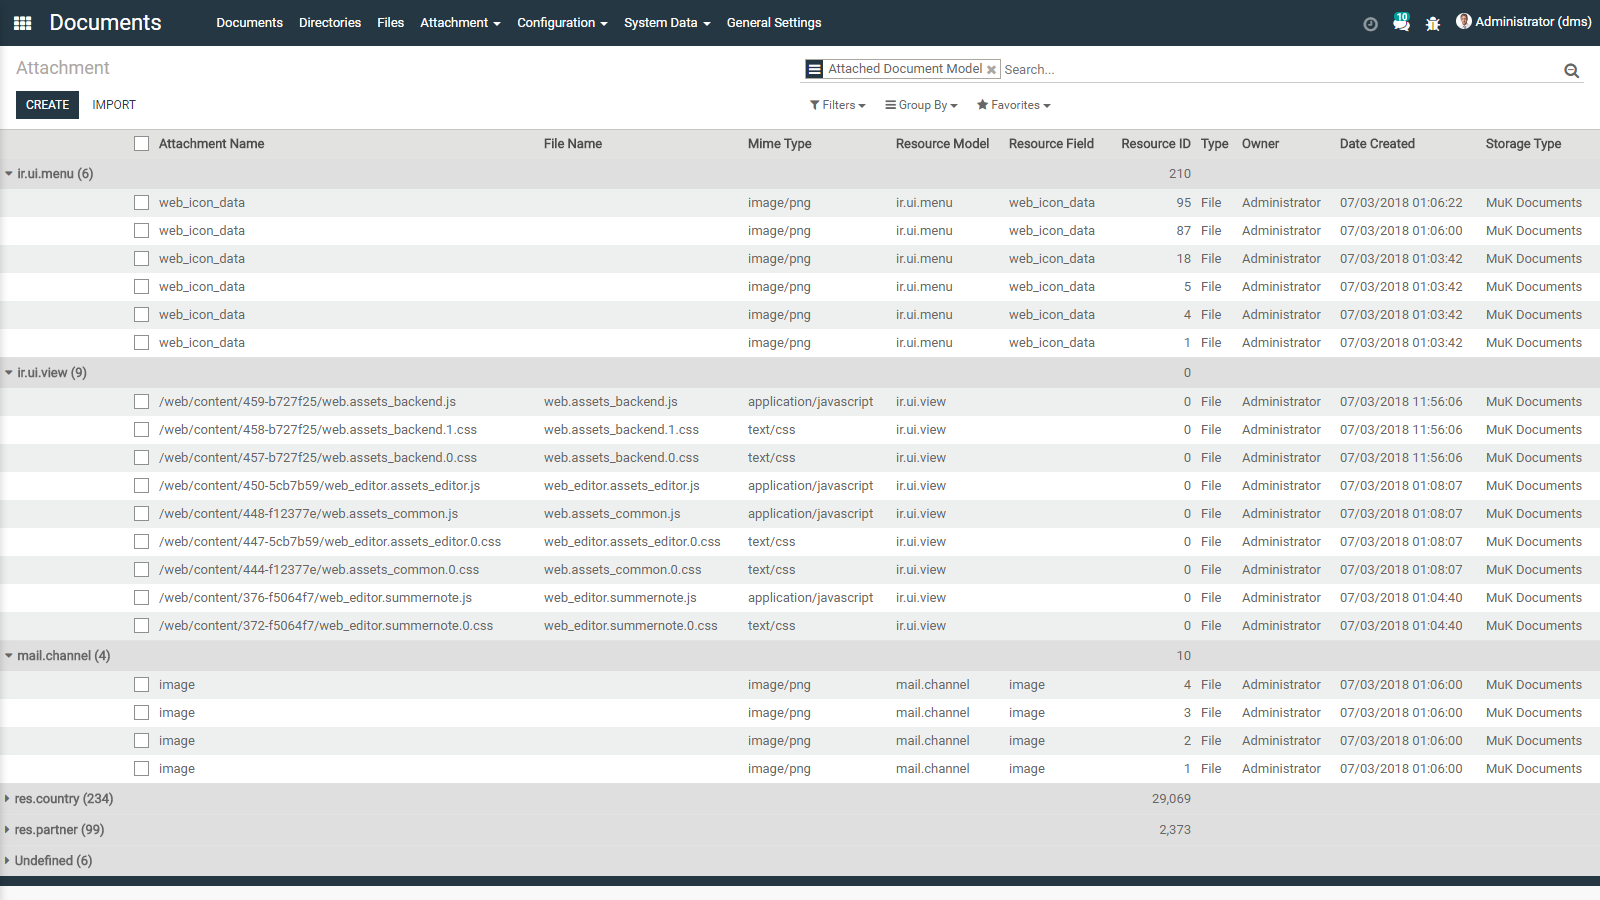 Documents Documents Directories Files Attachment Configuration System Data General Settings 10 Administrator (dms)
Attachment Attached Document Model Search...
CREATE IMPORT Filters Group By Favorites
Attachment Name File Name Mime Type Resource Model Resource Field Resource ID Type Owner Date Created Storage Type
ir.ui.menu (6) 210
web_icon_data image/png ir.ui.menu web_icon_data 95 File Administrator 07/03/2018 01:06:22 MuK Documents
web_icon_data image/png ir.ui.menu web_icon_data 87 File Administrator 07/03/2018 01:06:00 MuK Documents
web_icon_data image/png ir.ui.menu web_icon_data 18 File Administrator 07/03/2018 01:03:42 MuK Documents
web_icon_data image/png ir.ui.menu web_icon_data 5 File Administrator 07/03/2018 01:03:42 MuK Documents
web_icon_data image/png ir.ui.menu web_icon_data 4 File Administrator 07/03/2018 01:03:42 MuK Documents
web_icon_data image/png ir.ui.menu web_icon_data 1 File Administrator 07/03/2018 01:03:42 MuK Documents
ir.ui.view (9) 0
/web/content/459-b727f25/web.assets_backend.js web.assets_backend.js application/javascript ir.ui.view 0 File Administrator 07/03/2018 11:56:06 MuK Documents
/web/content/458-b727f25/web.assets_backend.1.css web.assets_backend.1.css text/css ir.ui.view 0 File Administrator 07/03/2018 11:56:06 MuK Documents
/web/content/457-b727f25/web.assets_backend.0.css web.assets_backend.0.css text/css ir.ui.view 0 File Administrator 07/03/2018 11:56:06 MuK Documents
/web/content/450-5cb7b59/web_editor.assets_editor.js web_editor.assets_editor.js application/javascript ir.ui.view 0 File Administrator 07/03/2018 01:08:07 MuK Documents
/web/content/448-f12377e/web.assets_common.js web.assets_common.js application/javascript ir.ui.view 0 File Administrator 07/03/2018 01:08:07 MuK Documents
/web/content/447-5cb7b59/web_editor.assets_editor.0.css web_editor.assets_editor.0.css text/css ir.ui.view 0 File Administrator 07/03/2018 01:08:07 MuK Documents
/web/content/444-f12377e/web.assets_common.0.css web.assets_common.0.css text/css ir.ui.view 0 File Administrator 07/03/2018 01:08:07 MuK Documents
/web/content/376-f5064f7/web_editor.summernote.js web_editor.summernote.js application/javascript ir.ui.view 0 File Administrator 07/03/2018 01:04:40 MuK Documents
/web/content/372-f5064f7/web_editor.summernote.0.css web_editor.summernote.0.css text/css ir.ui.view 0 File Administrator 07/03/2018 01:04:40 MuK Documents
mail.channel (4) 10
image image/png mail.channel image 4 File Administrator 07/03/2018 01:06:00 MuK Documents
image image/png mail.channel image 3 File Administrator 07/03/2018 01:06:00 MuK Documents
image image/png mail.channel image 2 File Administrator 07/03/2018 01:06:00 MuK Documents
image image/png mail.channel image 1 File Administrator 07/03/2018 01:06:00 MuK Documents
res.country (234) 29,069
res.partner (99) 2,373
Undefined (6)